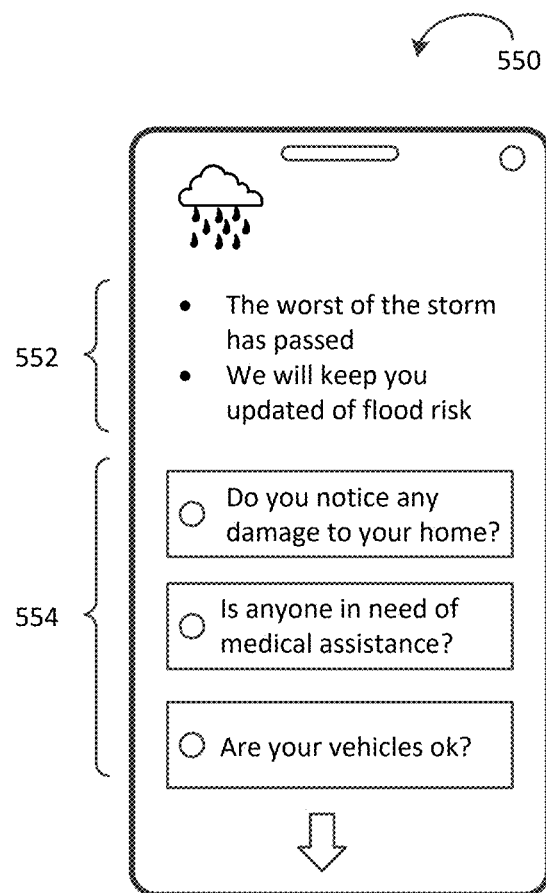 550
552
• The worst of the storm
has passed
• We will keep you
updated of flood risk
554
Do you notice any
damage to your home?
Is anyone in need of
medical assistance?
Are your vehicles ok?